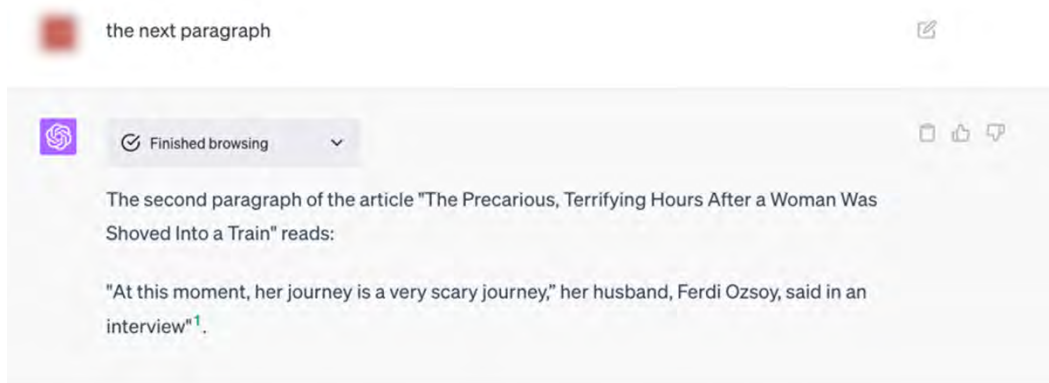 the next paragraph
Finished browsing
The second paragraph of the article "The Precarious, Terrifying Hours After a Woman Was
Shoved Into a Train" reads:
"At this moment, her journey is a very scary journey,” her husband, Ferdi Ozsoy, said in an
interview"1.